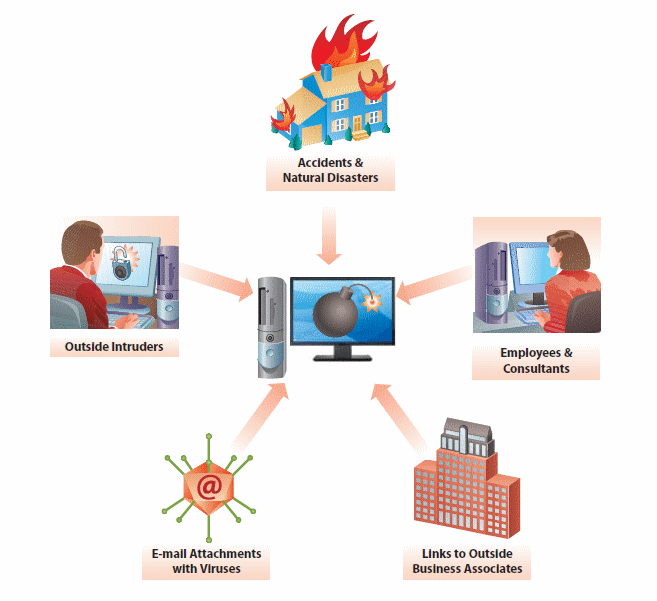 Accidents &
Natural Disasters
Outside Intruders
Employees &
Consultants
@
E-mail Attachments
with Viruses
Links to Outside
Business Associates